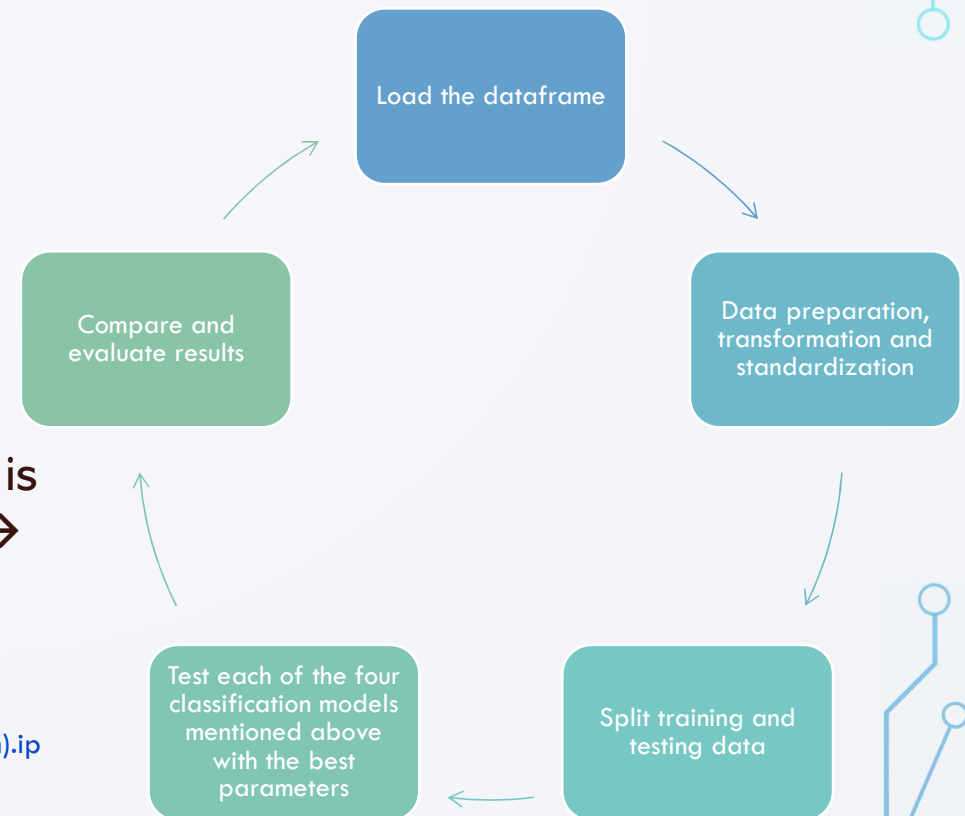 Load the dataframe
Data preparation,
transformation and
standardization
Split training and
testing data
Test each of the four
classification models
mentioned above
with the best
parameters
Compare and
evaluate results
is
→
).ip